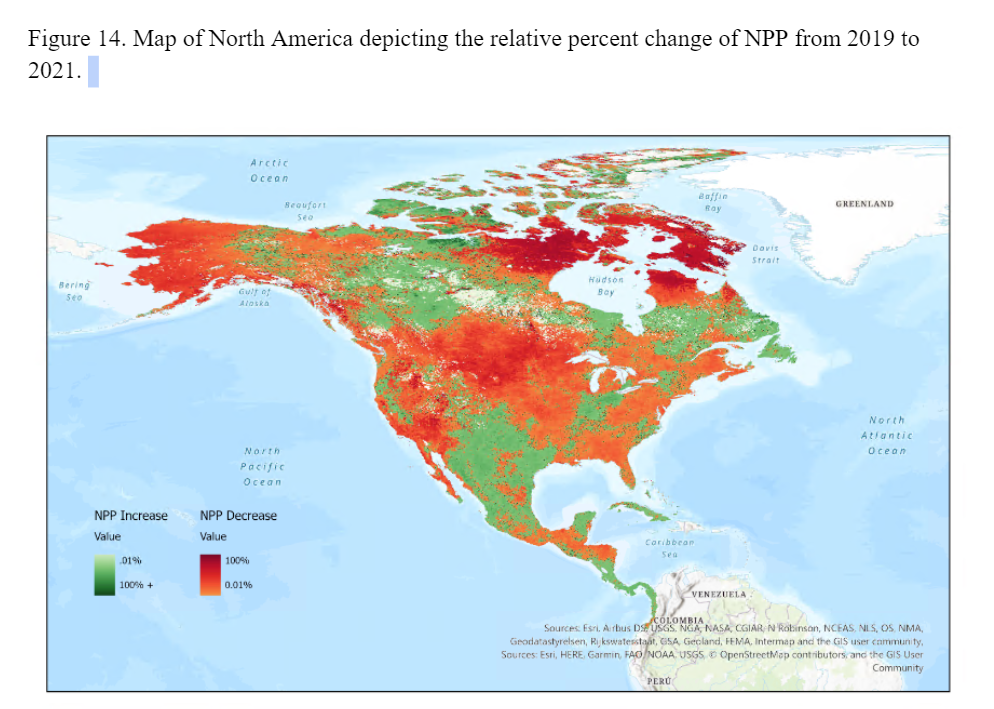 Figure 14. Map of North America depicting the relative percent change of NPP from 2019 to
2021.
Arctic
Ocean
Beaufort
Sea
Baffin
Bay
GREENLAND
Davis
Strait
Bering
Sea
Gulf of
Alaska
Hudson
Bay
CANADA
North
Pacific
Ocean
North
Atlantic
Ocean
NPP Increase
Value
.01%
100% +
NPP Decrease
Value
100%
0.01%
Caribbean
Sea
VENEZUELA
COLOMBIA
PERÚ
Sources: Esri, Airbus DS, USGS, NGA, NASA, CGIAR, N Robinson, NCEAS, NLS, OS, NMA,
Geodatastyrelsen, Rijkswaterstaat, GSA, Geoland, FEMA, Intermap and the GIS user community,
Sources: Esri, HERE, Garmin, FAO, NOAA, USGS, © OpenStreetMap contributors, and the GIS User
Community